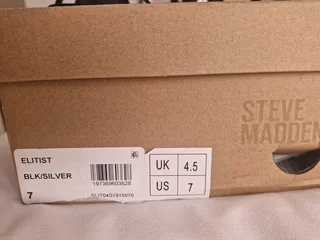 STEVE
MADDEN
ELITIST
BLK/SILVER
7
197369603628
UK 4.5
US 7